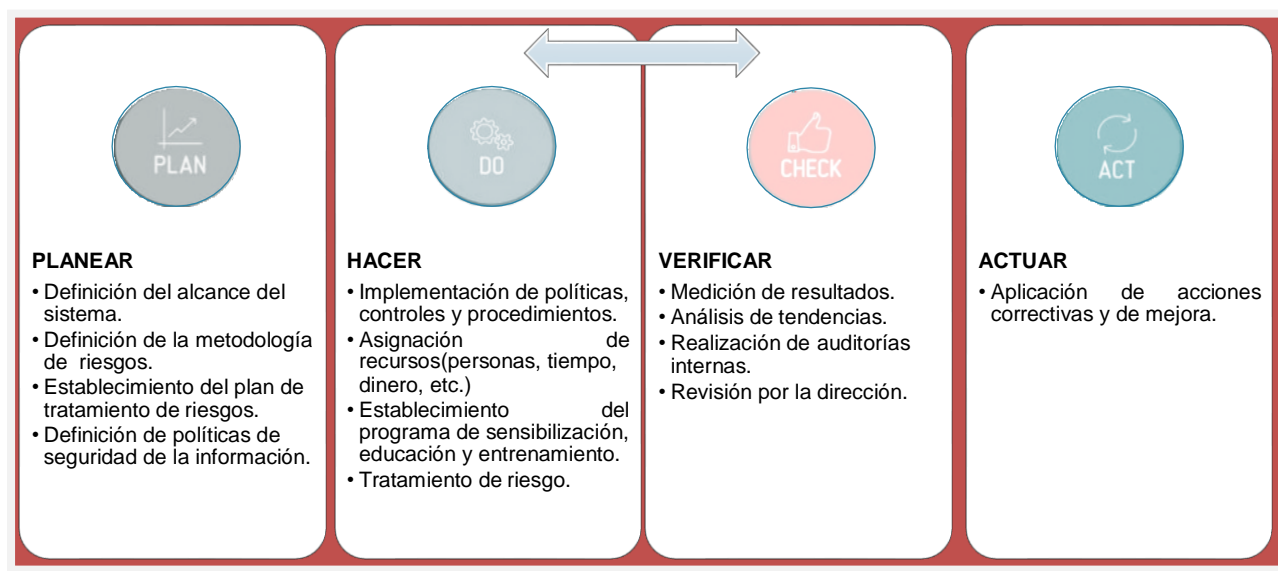 PLAN
PLANEAR
• Definición del alcance del
sistema.
• Definición de la metodología
de riesgos.
• Establecimiento del plan de
tratamiento de riesgos.
• Definición de políticas de
seguridad de la información.
DO
HACER
• Implementación de políticas,
controles y procedimientos.
• Asignación de
recursos(personas, tiempo,
dinero, etc.)
• Establecimiento del
programa de sensibilización,
educación y entrenamiento.
• Tratamiento de riesgo.
CHECK
VERIFICAR
• Medición de resultados.
• Análisis de tendencias.
• Realización de auditorías
internas.
• Revisión por la dirección.
ACT
ACTUAR
• Aplicación de acciones
correctivas y de mejora.